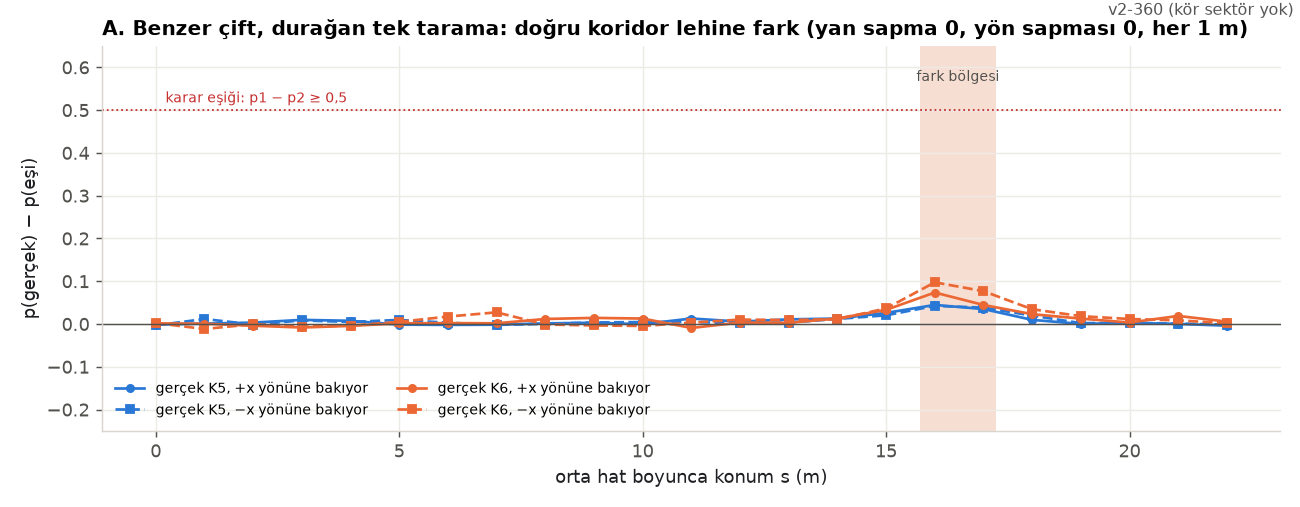 v2-360 (kör sektör yok)
A. Benzer çift, durağan tek tarama: doğru koridor lehine fark (yan sapma 0, yön sapması 0, her 1 m)
p(gerçek) − p(eşi)
0.6
0.5
0.4
0.3
0.2
0.1
0.0
−0.1
−0.2
fark bölgesi
karar eşiği: p1 − p2 ≥ 0,5
gerçek K5, +x yönüne bakıyor
gerçek K5, −x yönüne bakıyor
gerçek K6, +x yönüne bakıyor
gerçek K6, −x yönüne bakıyor
0 5 10 15 20
orta hat boyunca konum s (m)